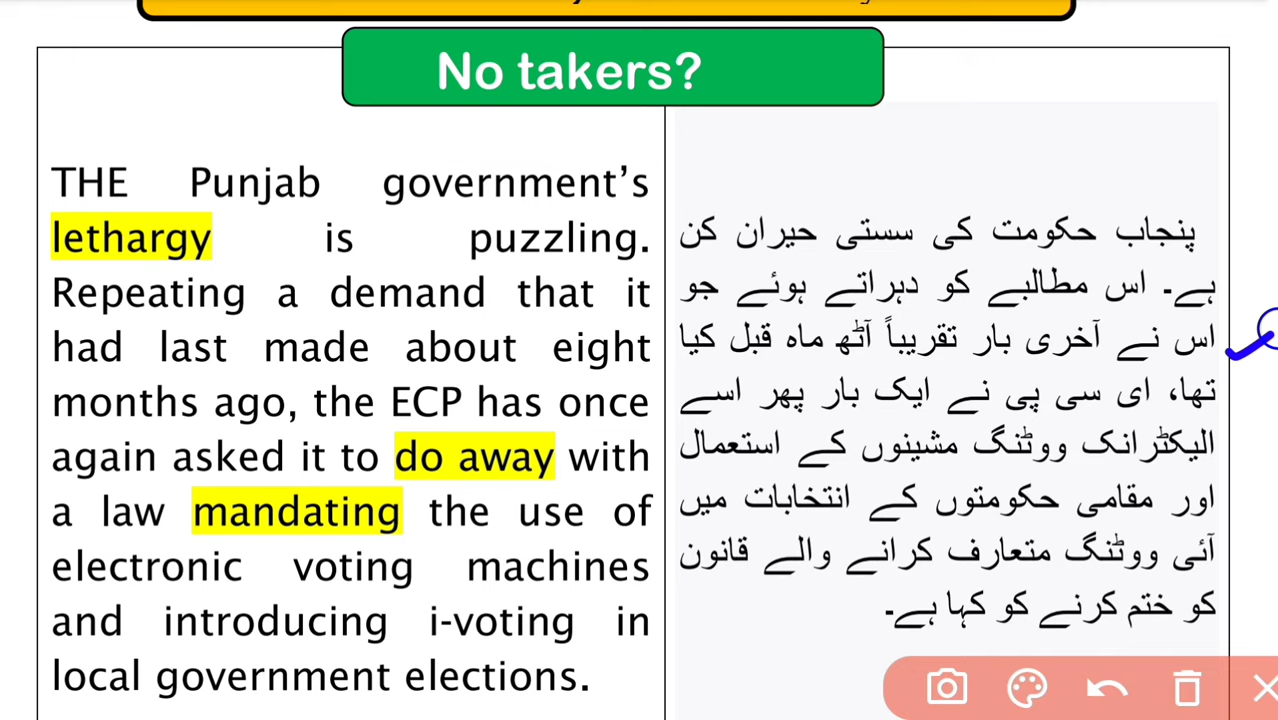 No takers?
THE Punjab government's
lethargy is puzzling.
Repeating a demand that it
had last made about eight
months ago, the ECP has once
again asked it to do away with
a law mandating the use of
electronic voting machines
and introducing i-voting in
local government elections.
پنجاب حکومت کی سستی حیران کن
ہے۔ اس مطالبے کو دہراتے ہوئے جو
اس نے آخری بار تقریباً آٹھ ماہ قبل کیا
تھا، ای سی پی نے ایک بار پھر اسے
الیکٹرانک ووٹنگ مشینوں کے استعمال
اور مقامی حکومتوں کے انتخابات میں
آئی ووٹنگ متعارف کرانے والے قانون
کو ختم کرنے کو کہا ہے۔